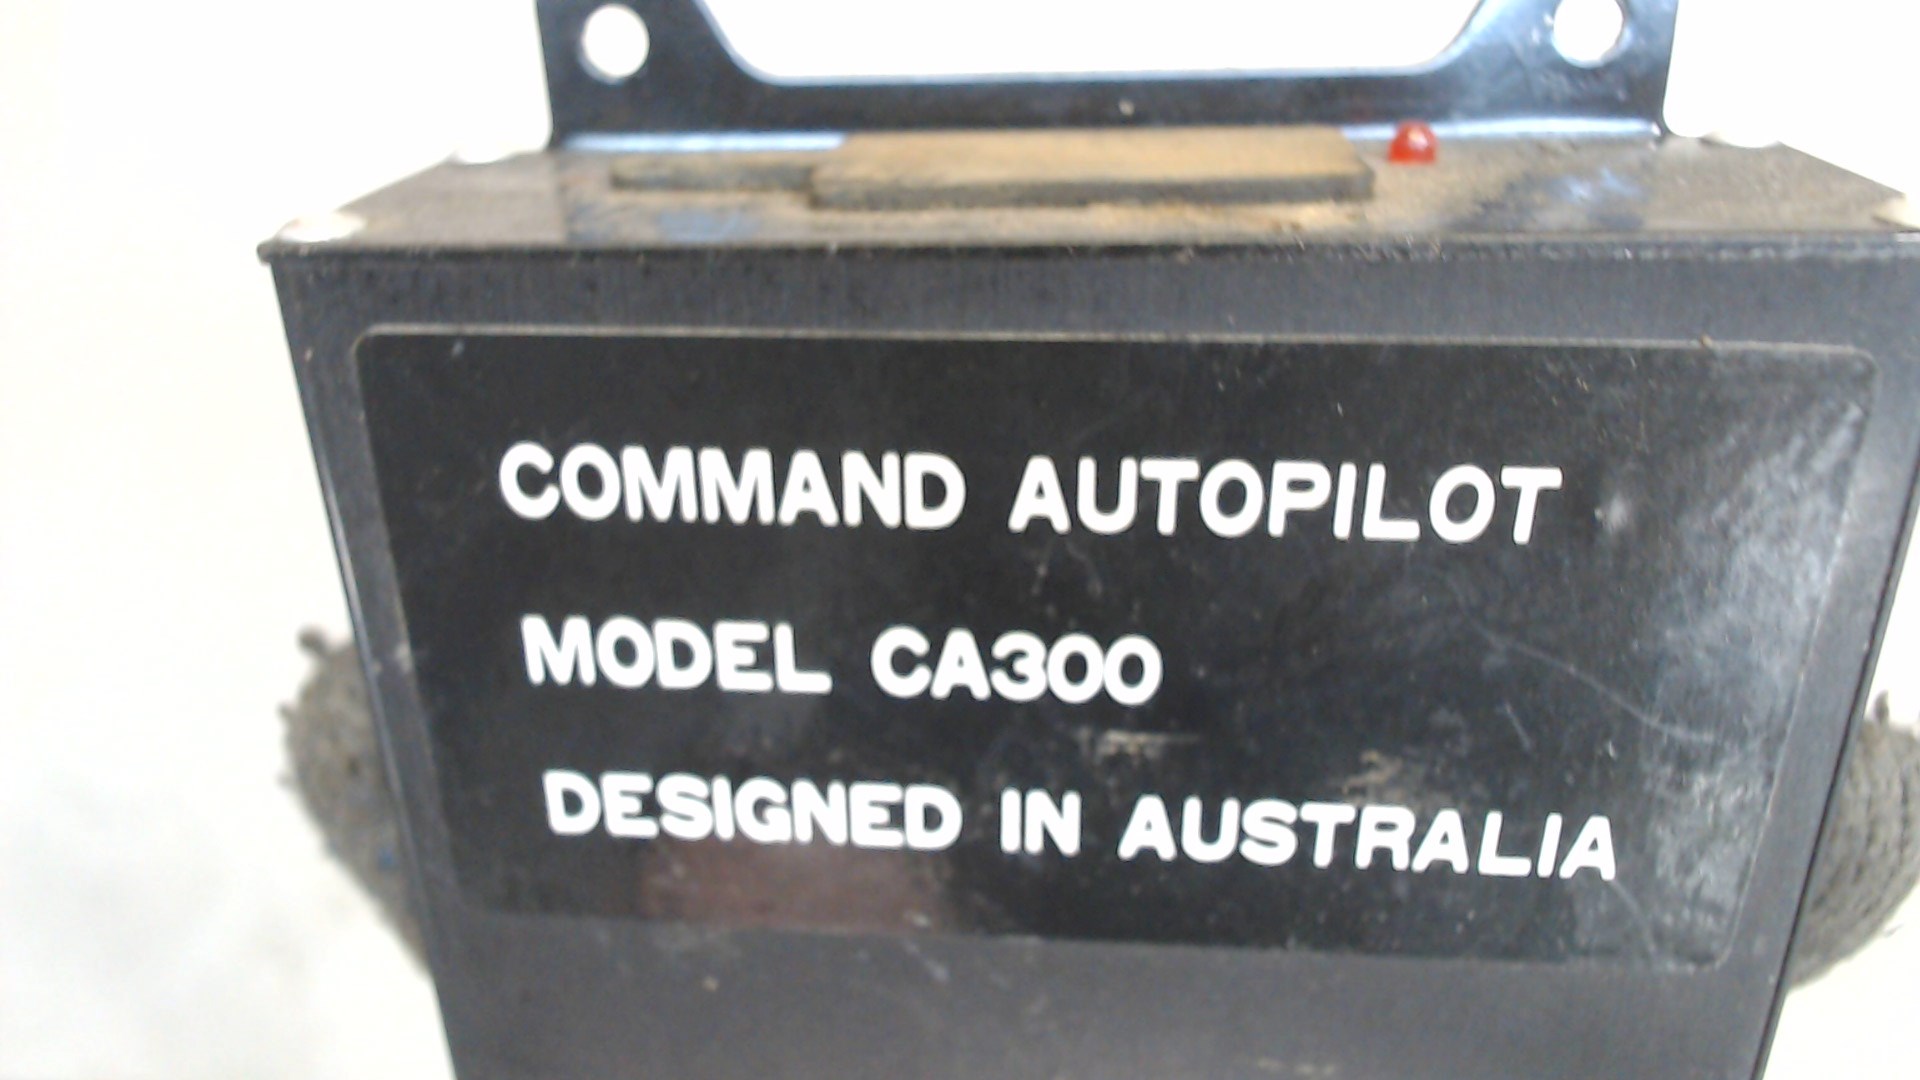 COMMAND AUTOPILOT
MODEL CA300
DESIGNED IN AUSTRALIA